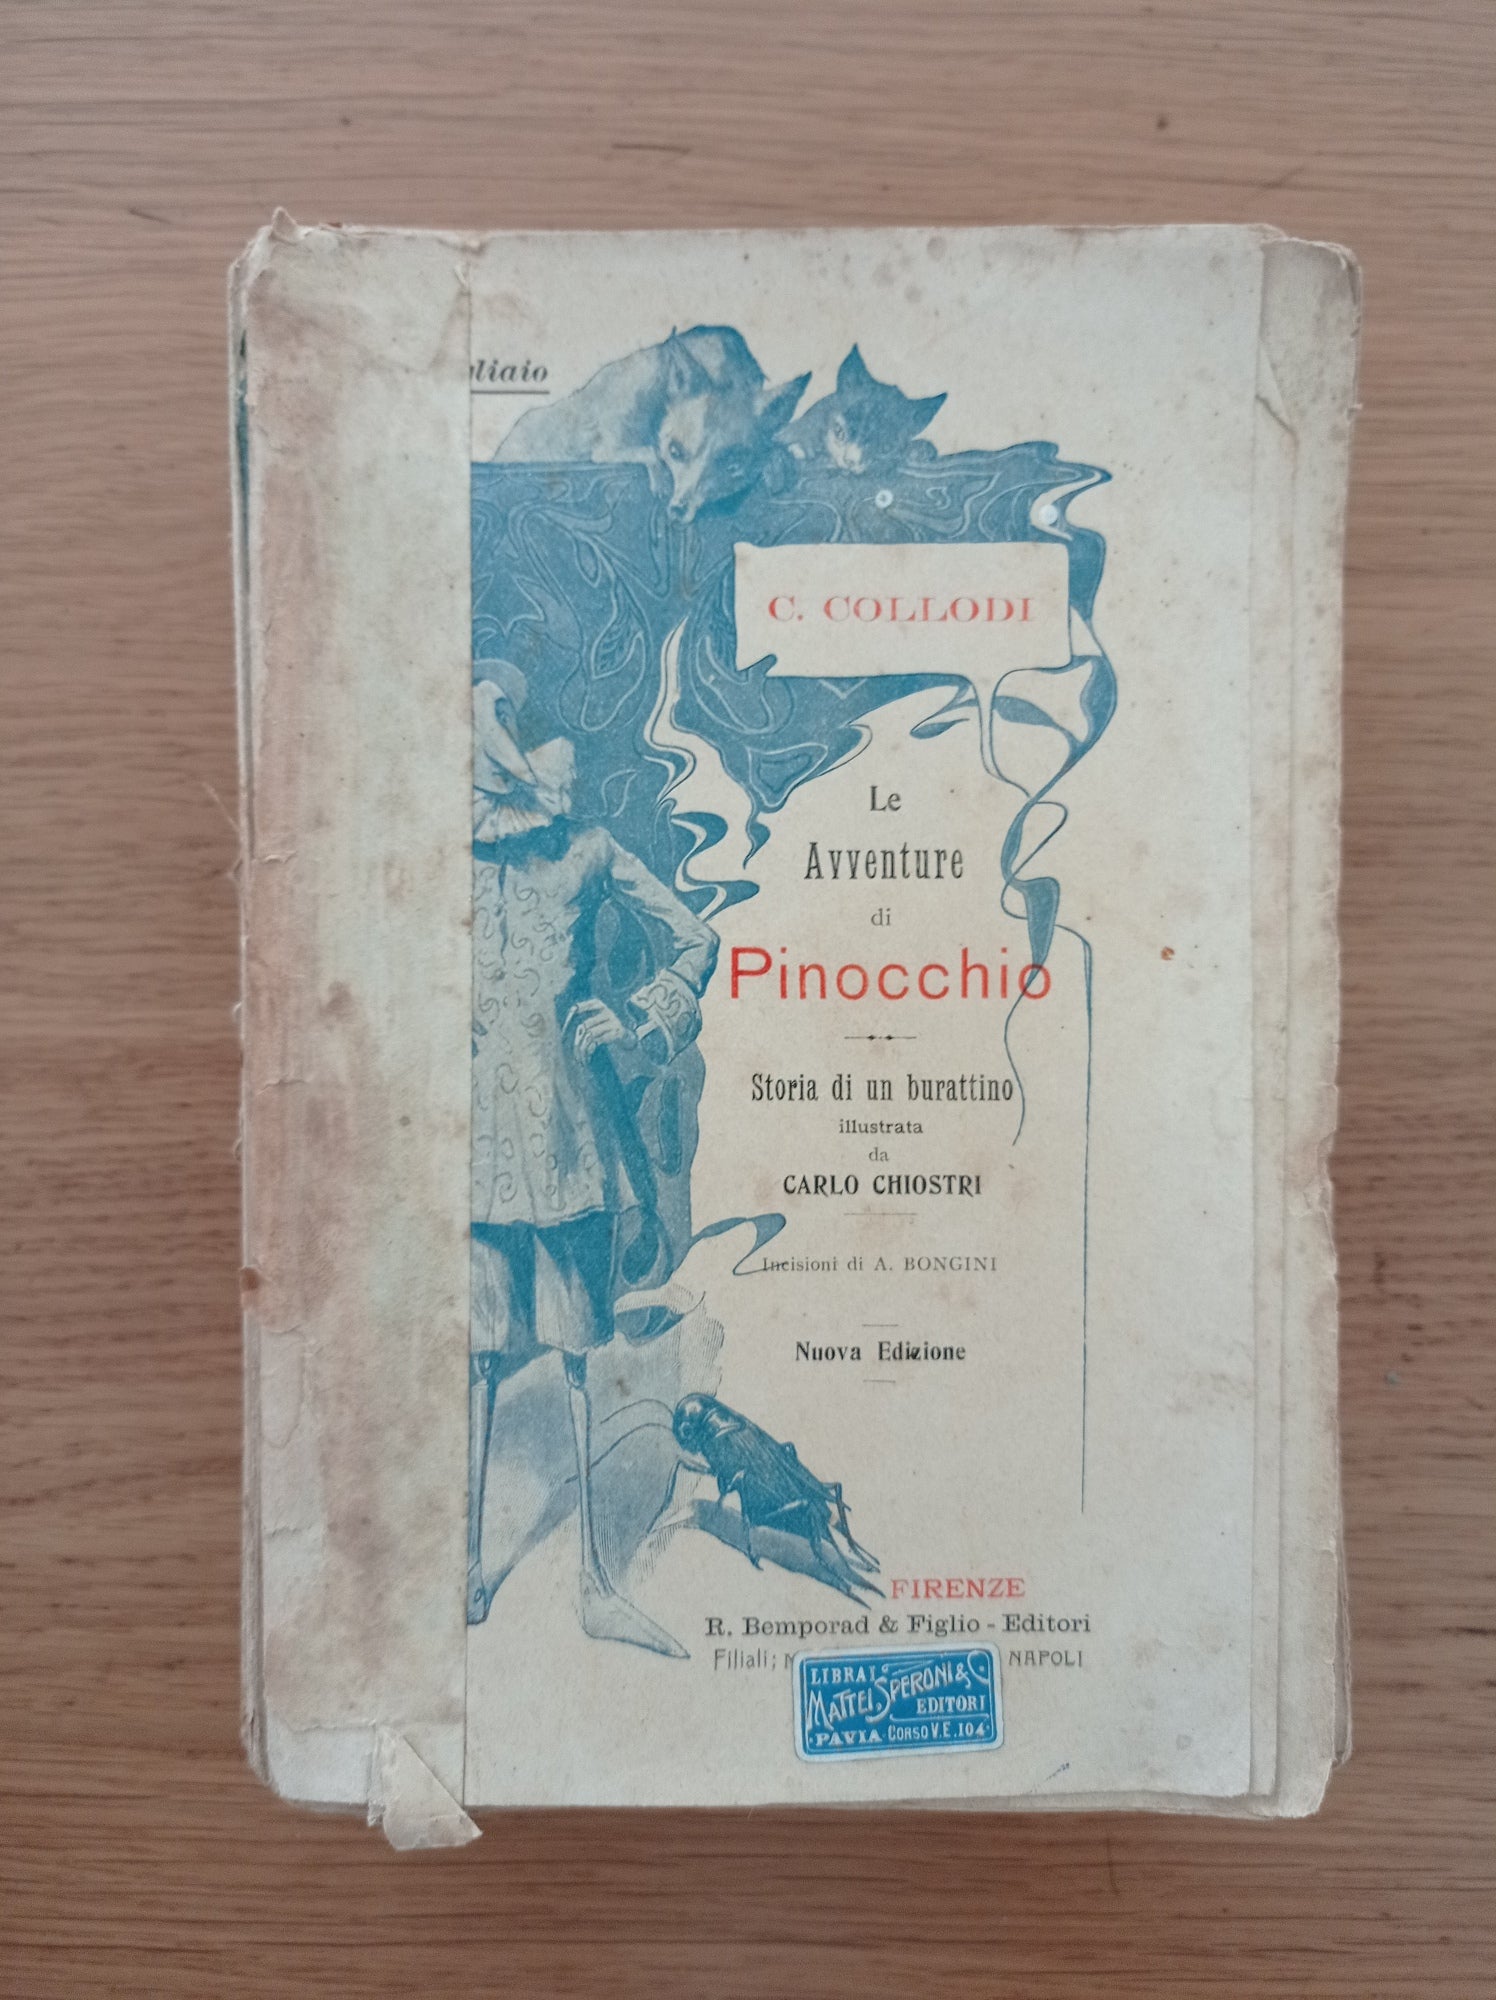 C. COLLODI
Le
Avventure
di
Pinocchio
Storia di un burattino
illustrata
da
CARLO CHIOSTRI
Incisioni di A. BONGINI
Nuova Edizione
FIRENZE
R. Bemporad & Figlio - Editori
Filiali; NAPOLI
LIBRAI
MATTEI, SPERONI & C.
EDITORI
PAVIA - CORSO V.E. 104